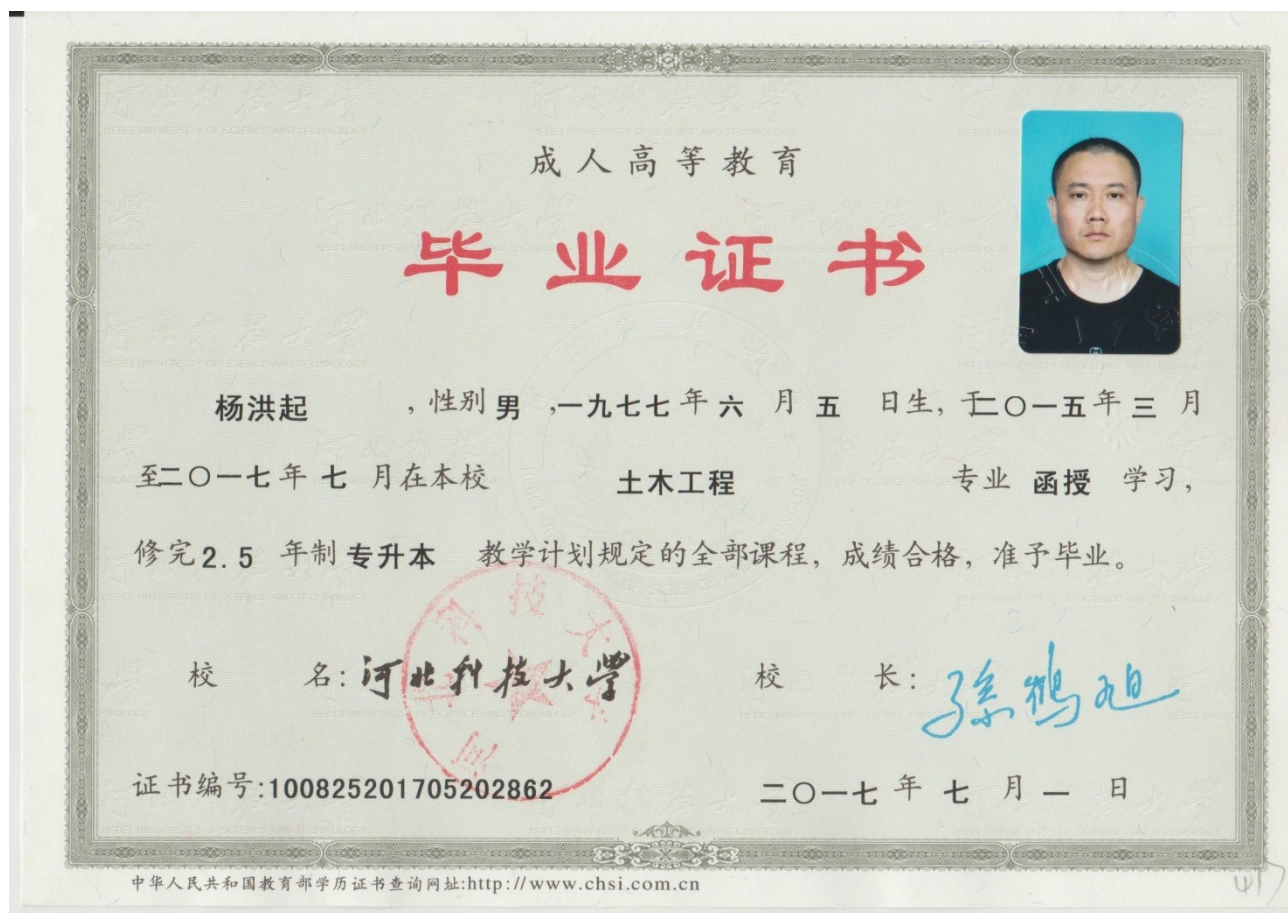 成人高等教育
毕业证书
杨洪起 ,性别 男 ,一九七七年 六 月 五 日生, 于二〇一五年 三 月
至二〇一七年 七 月在本校 土木工程 专业 函授 学习,
修完2.5 年制 专升本 教学计划规定的全部课程, 成绩合格, 准予毕业。
校 名: 河北科技大学 校 长: 孙鹤旭
证书编号:100825201705202862 二〇一七 年 七 月 一 日
中华人民共和国教育部学历证书查询网址:http://www.chsi.com.cn